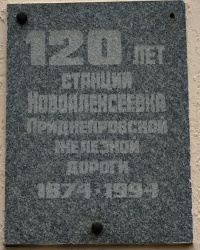 120 ЛЕТ
СТАНЦИИ
НОВОАЛЕКСЕЕВКА
ПРИДНЕПРОВСКОЙ
ЖЕЛЕЗНОЙ
ДОРОГИ
1874-1994